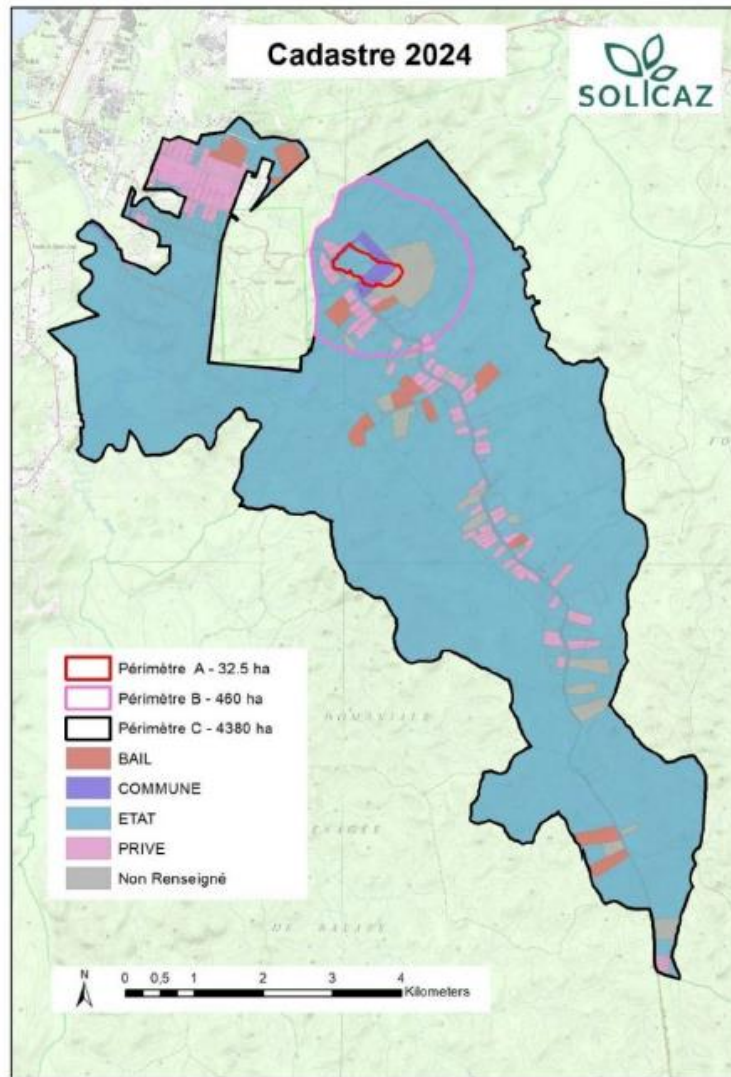 Cadastre 2024
SOLICAZ
Périmètre A - 32.5 ha
Périmètre B - 460 ha
Périmètre C - 4380 ha
BAIL
COMMUNE
ETAT
PRIVE
Non Renseigné
DOMANIALE
N
0 0,5 1 2 3 4
Kilometers